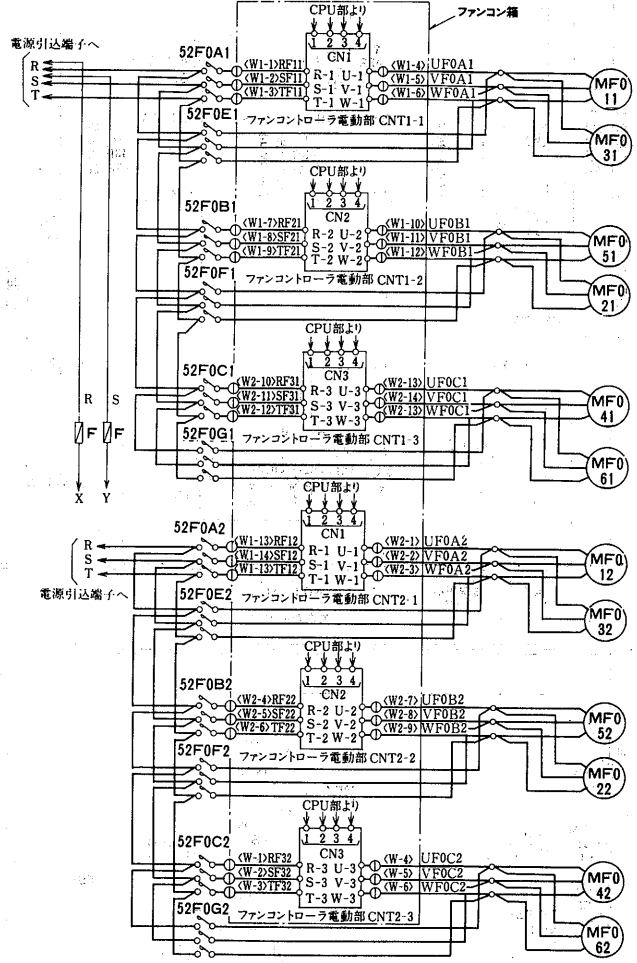 CPU部より
ファンコン箱
電源引込端子へ
52F0A1
1 2 3 4
CN1
R
S
T
⟨W1-1⟩RF11
⟨W1-2⟩SF11
⟨W1-3⟩TF11
R-1 U-1
S-1 V-1
T-1 W-1
⟨W1-4⟩ UF0A1
⟨W1-5⟩ VF0A1
⟨W1-6⟩ WF0A1
MF0
11
52F0E1
ファンコントローラ電動部 CNT1-1
MF0
31
CPU部より
52F0B1
1 2 3 4
CN2
⟨W1-7⟩RF21
⟨W1-8⟩SF21
⟨W1-9⟩TF21
R-2 U-2
S-2 V-2
T-2 W-2
⟨W1-10⟩UF0B1
⟨W1-11⟩VF0B1
⟨W1-12⟩WF0B1
MF0
51
52F0F1
ファンコントローラ電動部 CNT1-2
MF0
21
CPU部より
52F0C1
1 2 3 4
CN3
⟨W2-10⟩RF31
⟨W2-11⟩SF31
⟨W2-12⟩TF31
R-3 U-3
S-3 V-3
T-3 W-3
⟨W2-13⟩UF0C1
⟨W2-14⟩VF0C1
⟨W2-13⟩WF0C1
MF0
41
R S
F F
52F0G1
ファンコントローラ電動部 CNT1-3
MF0
61
X Y
CPU部より
52F0A2
1 2 3 4
CN1
R
S
T
⟨W1-13⟩RF12
⟨W1-14⟩SF12
⟨W1-13⟩TF12
R-1 U-1
S-1 V-1
T-1 W-1
⟨W2-1⟩ UF0A2
⟨W2-2⟩ VF0A2
⟨W2-3⟩ WF0A2
MF0
12
電源引込端子へ
52F0E2
ファンコントローラ電動部 CNT2-1
MF0
32
CPU部より
52F0B2
1 2 3 4
CN2
⟨W2-4⟩RF22
⟨W2-5⟩SF22
⟨W2-6⟩TF22
R-2 U-2
S-2 V-2
T-2 W-2
⟨W2-7⟩ UF0B2
⟨W2-8⟩ VF0B2
⟨W2-9⟩ WF0B2
MF0
52
52F0F2
ファンコントローラ電動部 CNT2-2
MF0
22
CPU部より
52F0C2
1 2 3 4
CN3
⟨W-1⟩RF32
⟨W-2⟩SF32
⟨W-3⟩TF32
R-3 U-3
S-3 V-3
T-3 W-3
⟨W-4⟩ UF0C2
⟨W-5⟩ VF0C2
⟨W-6⟩ WF0C2
MF0
42
52F0G2
ファンコントローラ電動部 CNT2-3
MF0
62